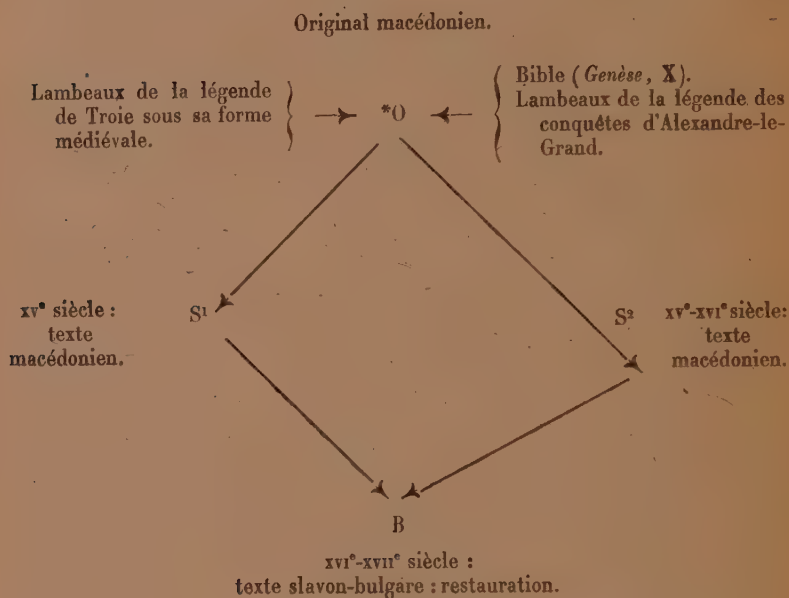 Original macédonien.
Lambeaux de la légende
de Troie sous sa forme
médiévale.
*O
Bible (Genèse, X).
Lambeaux de la légende des
conquêtes d'Alexandre-le-
Grand.
xvᵉ siècle :
texte
macédonien.
S¹
S²
xvᵉ-xviᵉ siècle:
texte
macédonien.
B
xviᵉ-xviiᵉ siècle :
texte slavon-bulgare : restauration.